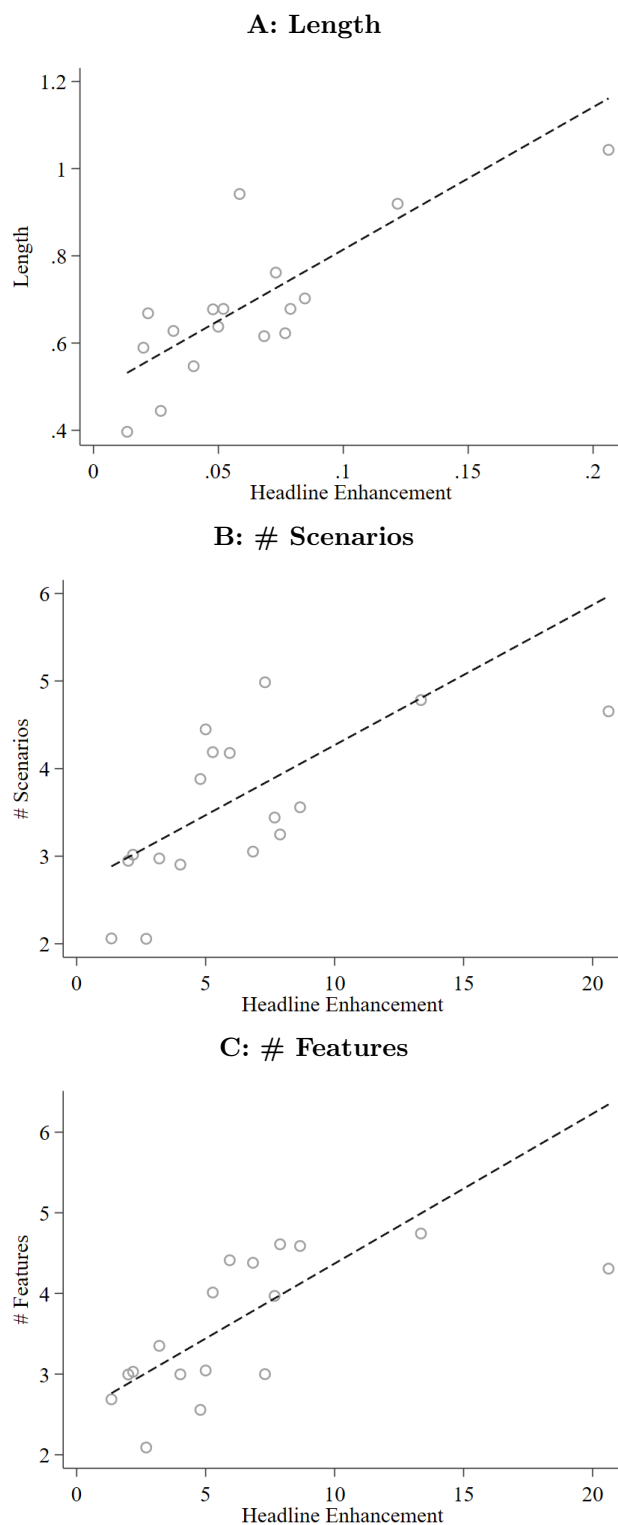 A: Length
1.2
1
.8
.6
.4
Length
0 .05 .1 .15 .2
Headline Enhancement
B: # Scenarios
6
5
4
3
2
# Scenarios
0 5 10 15 20
Headline Enhancement
C: # Features
6
5
4
3
2
# Features
0 5 10 15 20
Headline Enhancement